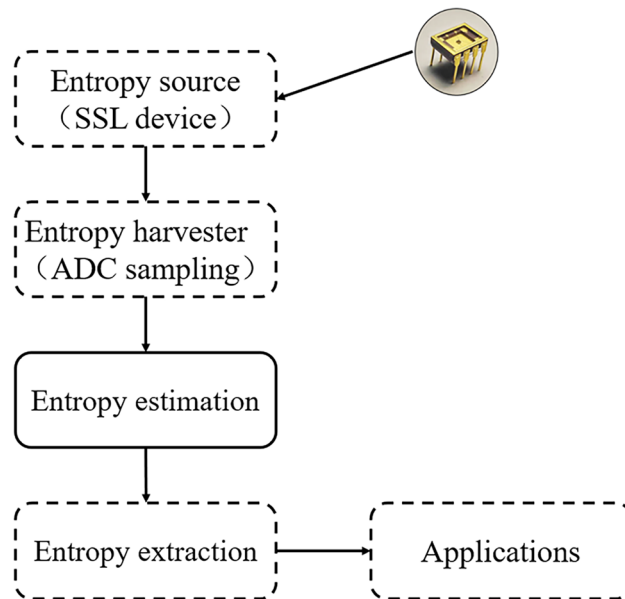 Entropy source
（SSL device）
Entropy harvester
（ADC sampling）
Entropy estimation
Entropy extraction
Applications